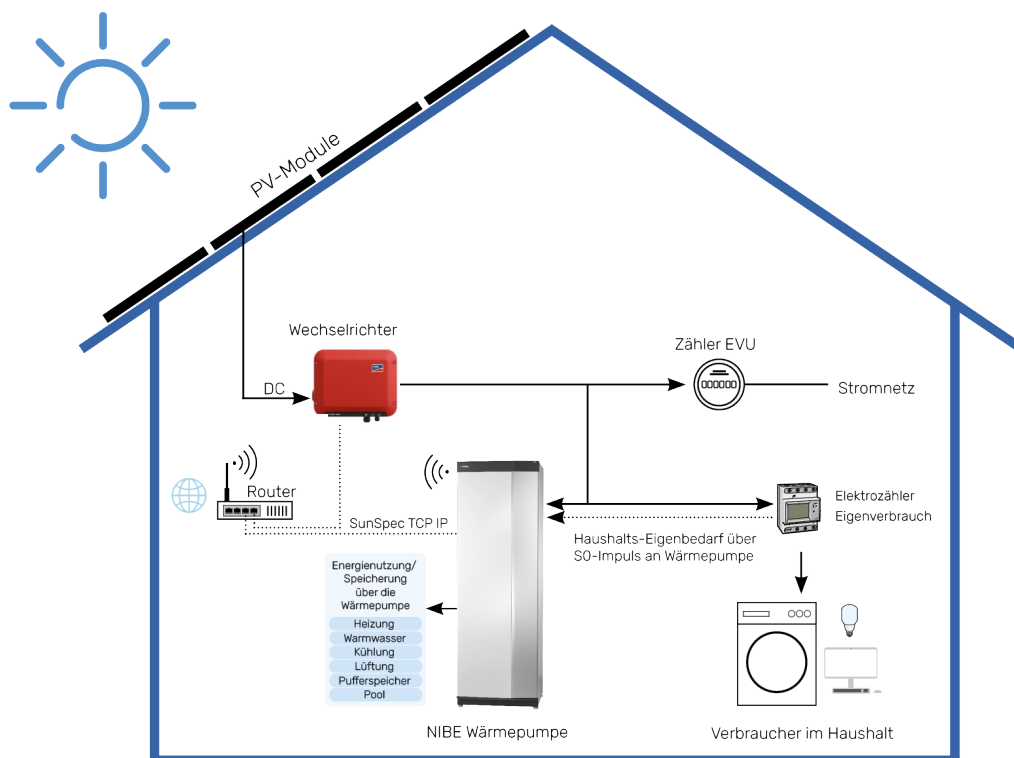 PV-Module
Wechselrichter
Zähler EVU
DC
Stromnetz
Router
SunSpec TCP IP
Elektrozähler
Eigenverbrauch
Haushalts-Eigenbedarf über
S0-Impuls an Wärmepumpe
Energienutzung/
Speicherung
über die
Wärmepumpe
Heizung
Warmwasser
Kühlung
Lüftung
Pufferspeicher
Pool
NIBE Wärmepumpe
Verbraucher im Haushalt